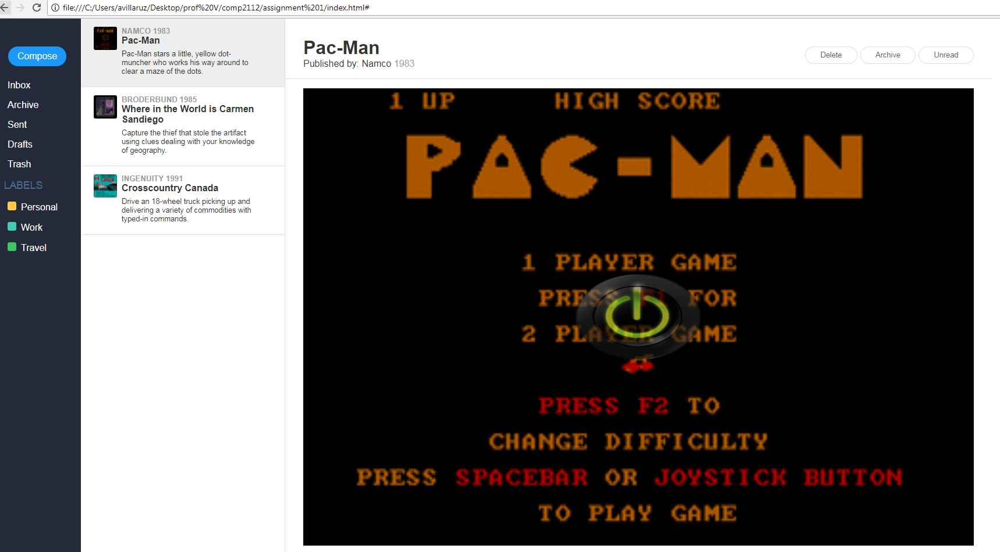 file:///C:/Users/avillaruz/Desktop/prof%20V/comp2112/assignment%201/index.html#
Compose
Inbox
Archive
Sent
Drafts
Trash
LABELS
Personal
Work
Travel
PAC-MAN
NAMCO 1983
Pac-Man
Pac-Man stars a little, yellow dot-
muncher who works his way around to
clear a maze of the dots.
BRODERBUND 1985
Where in the World is Carmen
Sandiego
Capture the thief that stole the artifact
using clues dealing with your knowledge
of geography.
CANADA
INGENUITY 1991
Crosscountry Canada
Drive an 18-wheel truck picking up and
delivering a variety of commodities with
typed-in commands.
Pac-Man
Published by: Namco 1983
Delete
Archive
Unread
1 UP HIGH SCORE
PAC-MAN
1 PLAYER GAME
PRESS F1 FOR
2 PLAYER GAME
PRESS F2 TO
CHANGE DIFFICULTY
PRESS SPACEBAR OR JOYSTICK BUTTON
TO PLAY GAME